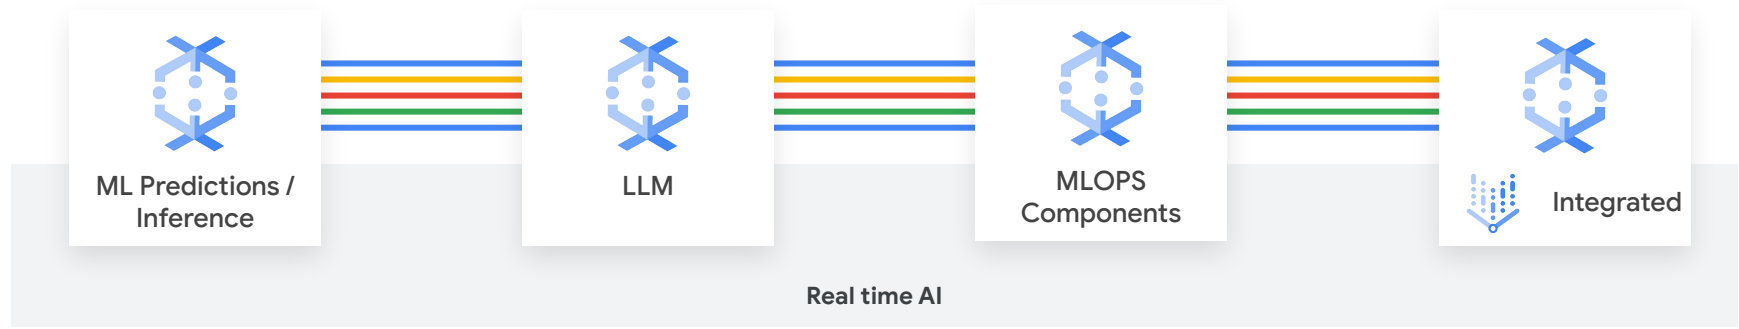 ML Predictions /
Inference
LLM
MLOPS
Components
Integrated
Real time AI